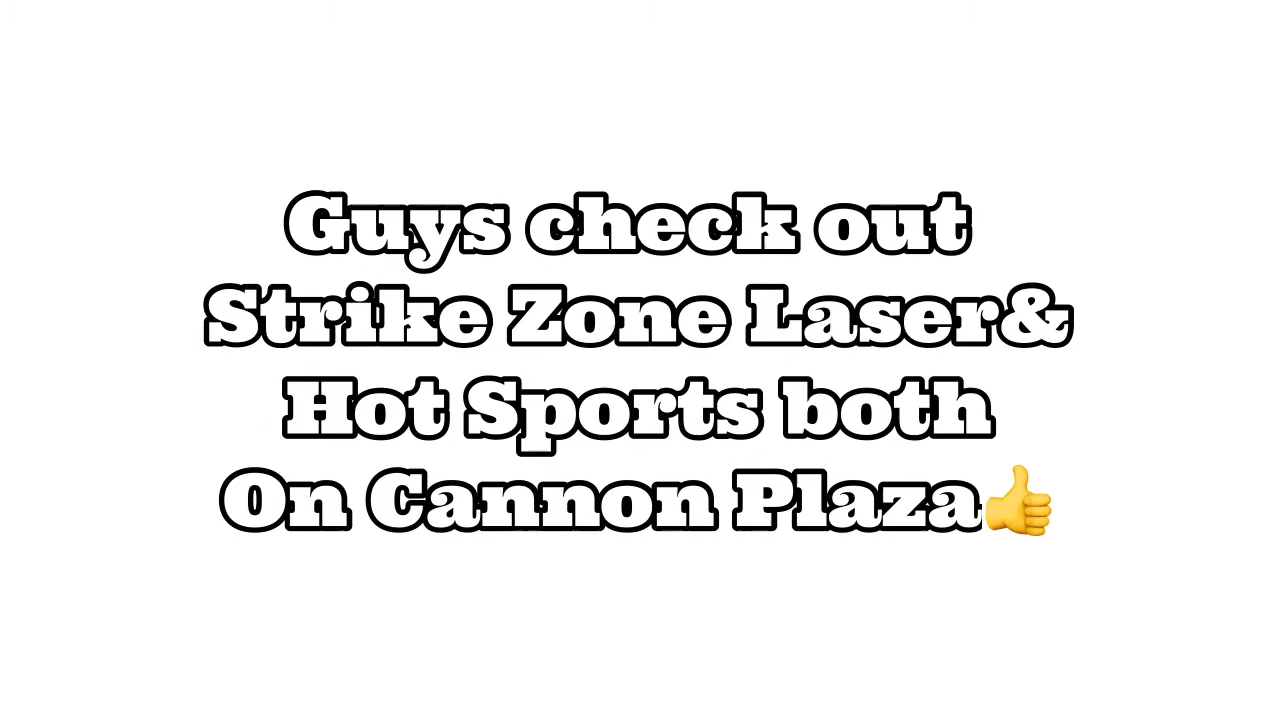 Guys check out
Strike Zone Laser&
Hot Sports both
On Cannon Plaza👍